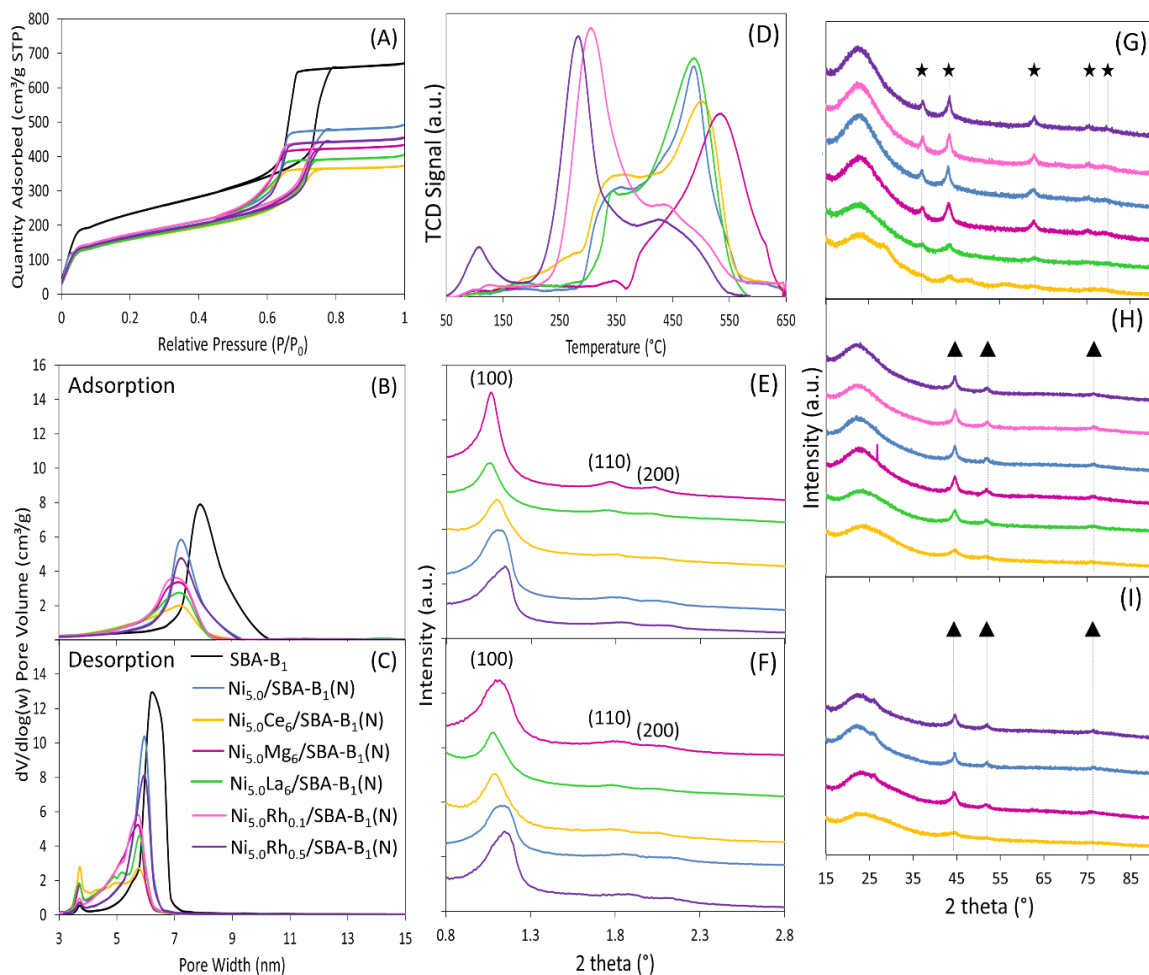 (A)
800
700
600
500
400
300
200
100
0
Quantity Adsorbed (cm³/g STP)
0
0.2
0.4
0.6
0.8
1
Relative Pressure (P/P₀)
Adsorption
(B)
16
14
12
10
8
6
4
2
dV/dlog(w) Pore Volume (cm³/g)
Desorption
(C)
14
12
10
8
6
4
2
0
SBA-B₁
Ni₅.₀/SBA-B₁(N)
Ni₅.₀Ce₆/SBA-B₁(N)
Ni₅.₀Mg₆/SBA-B₁(N)
Ni₅.₀La₆/SBA-B₁(N)
Ni₅.₀Rh₀.₁/SBA-B₁(N)
Ni₅.₀Rh₀.₅/SBA-B₁(N)
3
5
7
9
11
13
15
Pore Width (nm)
(D)
TCD Signal (a.u.)
50
150
250
350
450
550
650
Temperature (°C)
(E)
(100)
(110)
(200)
Intensity (a.u.)
(F)
(100)
(110)
(200)
0.8
1.2
1.6
2.0
2.4
2.8
2 theta (°)
(G)
(H)
Intensity (a.u.)
(I)
15
25
35
45
55
65
75
85
2 theta (°)